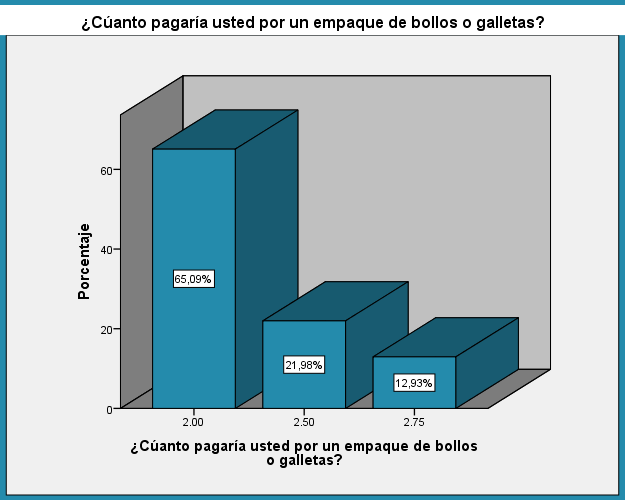 ¿Cúanto pagaría usted por un empaque de bollos o galletas?
Porcentaje
60
40
20
0
65,09%
21,98%
12,93%
2.00
2.50
2.75
¿Cúanto pagaría usted por un empaque de bollos
o galletas?